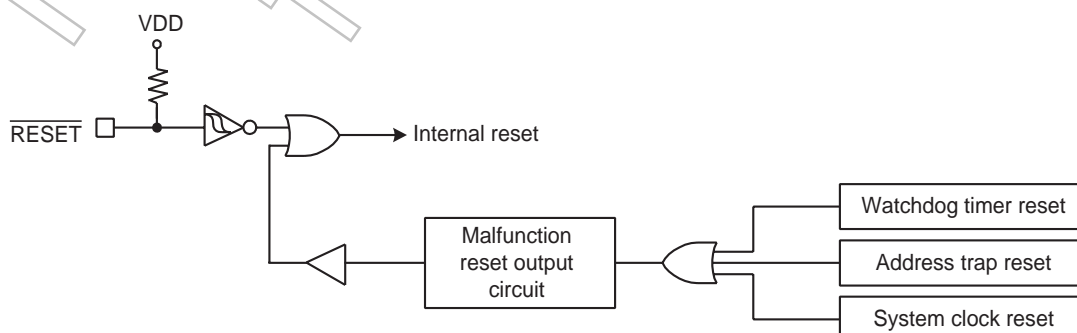 VDD
RESET
Internal reset
Watchdog timer reset
Malfunction
reset output
circuit
Address trap reset
System clock reset